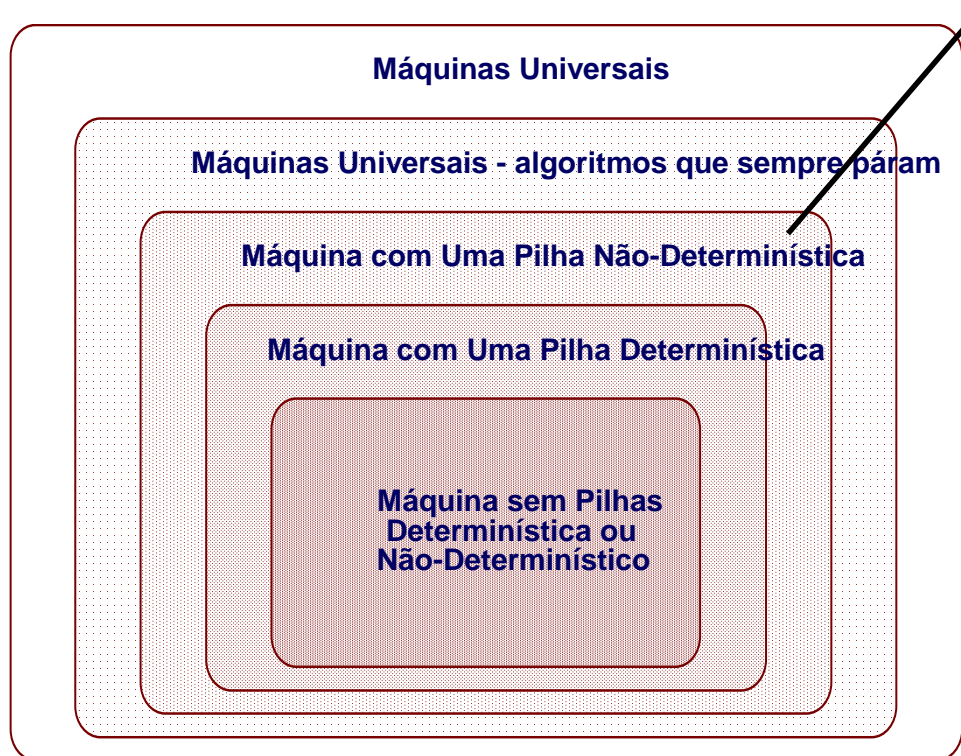 Máquinas Universais
Máquinas Universais - algoritmos que sempre páram
Máquina com Uma Pilha Não-Determinística
Máquina com Uma Pilha Determinística
Máquina sem Pilhas
Determinística ou
Não-Determinístico